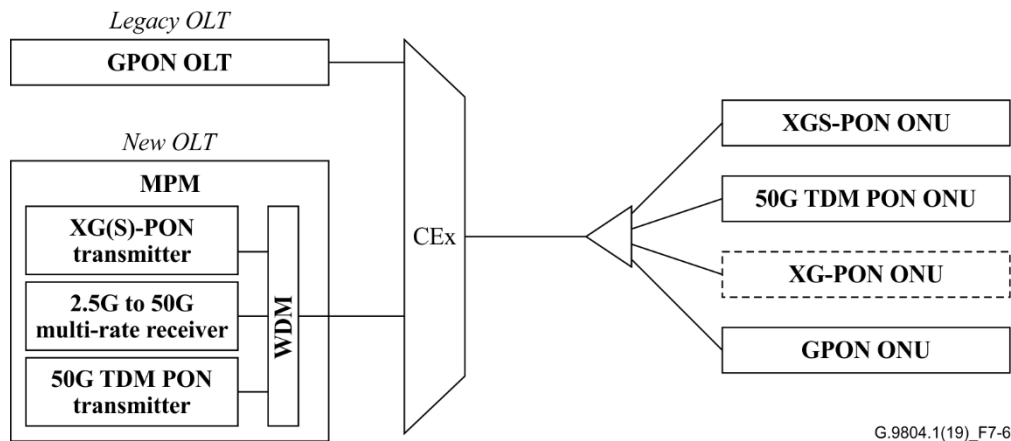 Legacy OLT
GPON OLT
New OLT
MPM
XG(S)-PON
transmitter
2.5G to 50G
multi-rate receiver
50G TDM PON
transmitter
WDM
CEx
XGS-PON ONU
50G TDM PON ONU
XG-PON ONU
GPON ONU
G.9804.1(19)_F7-6